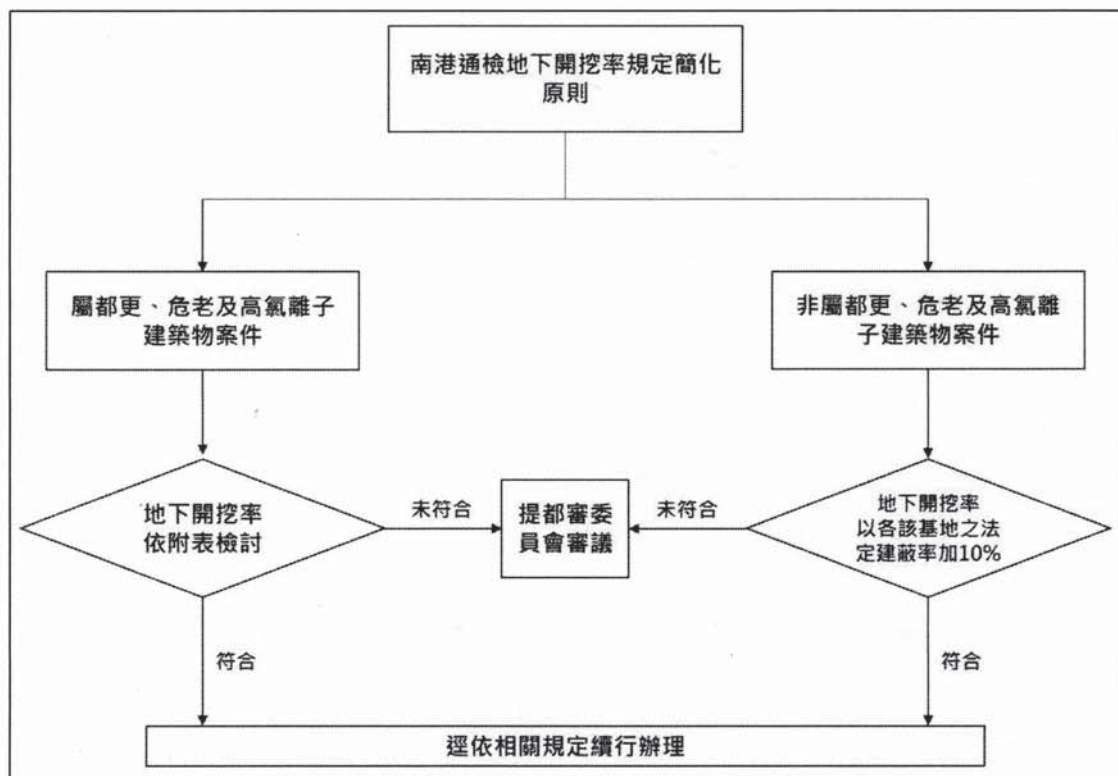 南港通檢地下開挖率規定簡化
原則
屬都更、危老及高氯離子
建築物案件
非屬都更、危老及高氯離
子建築物案件
地下開挖率
依附表檢討
未符合
提都審委
員會審議
未符合
地下開挖率
以各該基地之法
定建蔽率加10%
符合
符合
逕依相關規定續行辦理